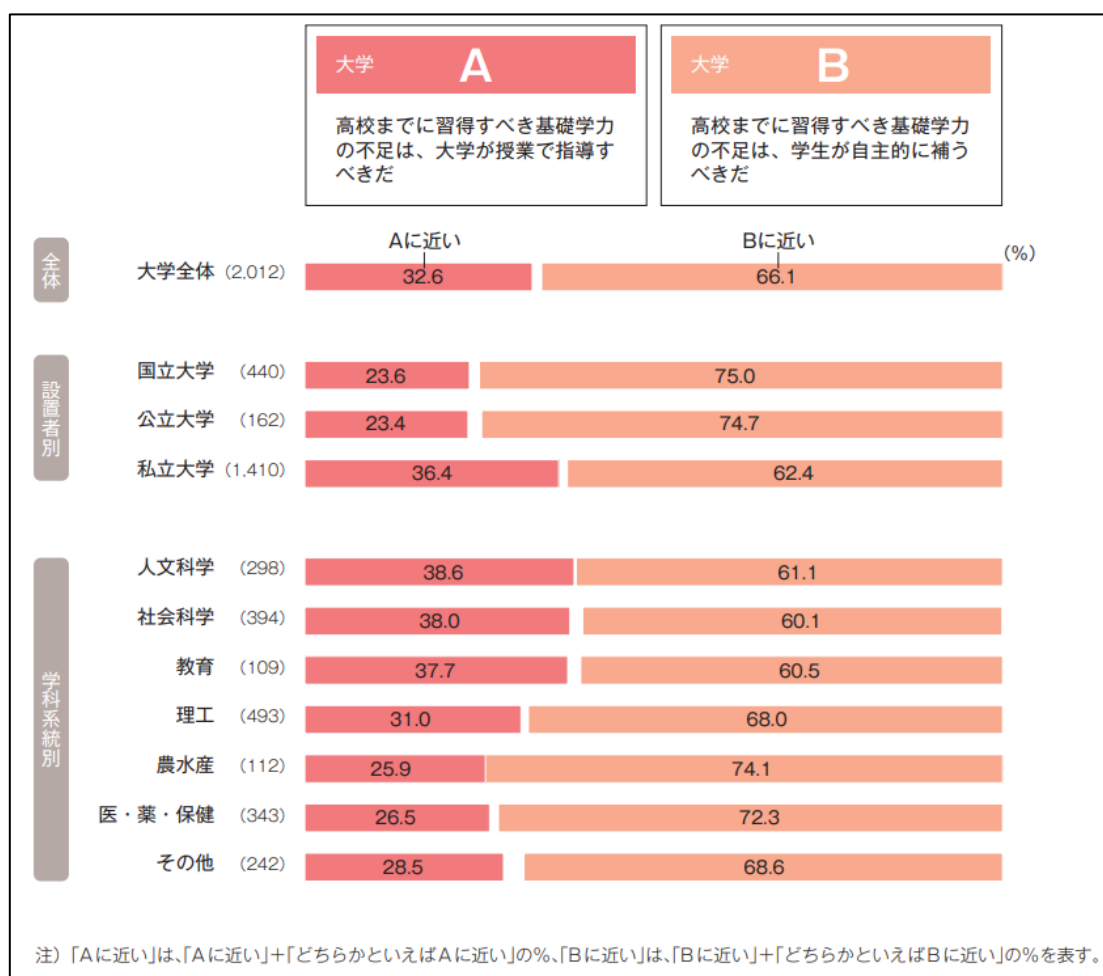 大学 A
高校までに習得すべき基礎学力
の不足は、大学が授業で指導す
べきだ
大学 B
高校までに習得すべき基礎学力
の不足は、学生が自主的に補う
べきだ
Aに近い Bに近い (%)
全体
大学全体 (2,012) 32.6 66.1
設置者別
国立大学 (440) 23.6 75.0
公立大学 (162) 23.4 74.7
私立大学 (1,410) 36.4 62.4
学科系統別
人文科学 (298) 38.6 61.1
社会科学 (394) 38.0 60.1
教育 (109) 37.7 60.5
理工 (493) 31.0 68.0
農水産 (112) 25.9 74.1
医・薬・保健 (343) 26.5 72.3
その他 (242) 28.5 68.6
注)「Aに近い」は、「Aに近い」+「どちらかといえばAに近い」の%、「Bに近い」は、「Bに近い」+「どちらかといえばBに近い」の%を表す。